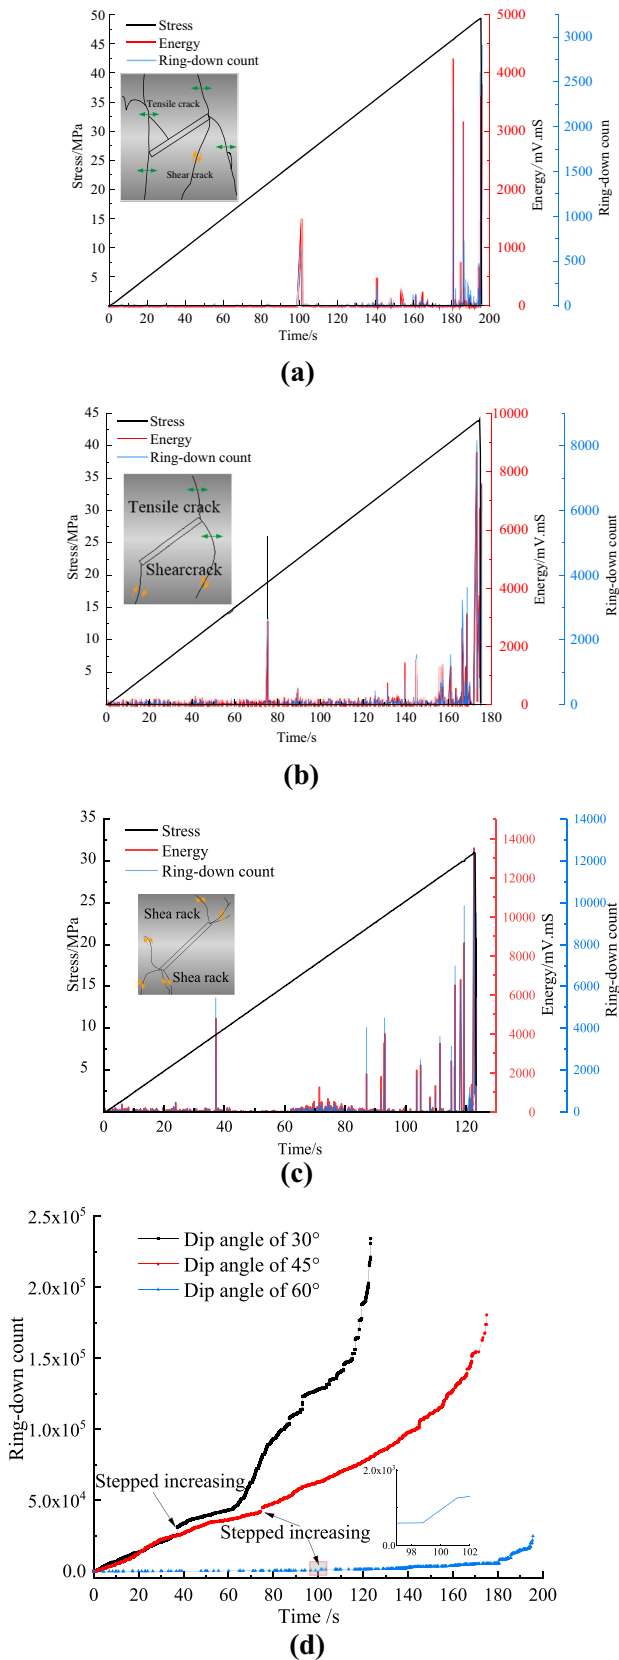 Stress
Energy
Ring-down count
Tensile crack
Shear crack
50
45
40
35
30
25
20
15
10
5
Stress/MPa
0 20 40 60 80 100 120 140 160 180 200
Time/s
5000
4000
3000
2000
1000
0
Energy/ mV.mS
3000
2500
2000
1500
1000
500
0
Ring-down coun
(a)
Stress
Energy
Ring-down count
Tensile crack
Shearcrack
45
40
35
30
25
20
15
10
5
Stress/MPa
0 20 40 60 80 100 120 140 160 180
Time/s
10000
8000
6000
4000
2000
0
Energy/mV.mS
8000
6000
4000
2000
0
Ring-down count
(b)
Stress
Energy
Ring-down count
Shea rack
Shea rack
35
30
25
20
15
10
5
Stress/MPa
0 20 40 60 80 100 120
Time/s
14000
12000
10000
8000
6000
4000
2000
0
Energy/mV.mS
14000
12000
10000
8000
6000
4000
2000
0
Ring-down count
(c)
Dip angle of 30°
Dip angle of 45°
Dip angle of 60°
2.5x10⁵
2.0x10⁵
1.5x10⁵
1.0x10⁵
5.0x10⁴
0.0
Ring-down count
Stepped increasing
Stepped increasing
2.0x10³
0.0
98 100 102
0 20 40 60 80 100 120 140 160 180 200
Time /s
(d)